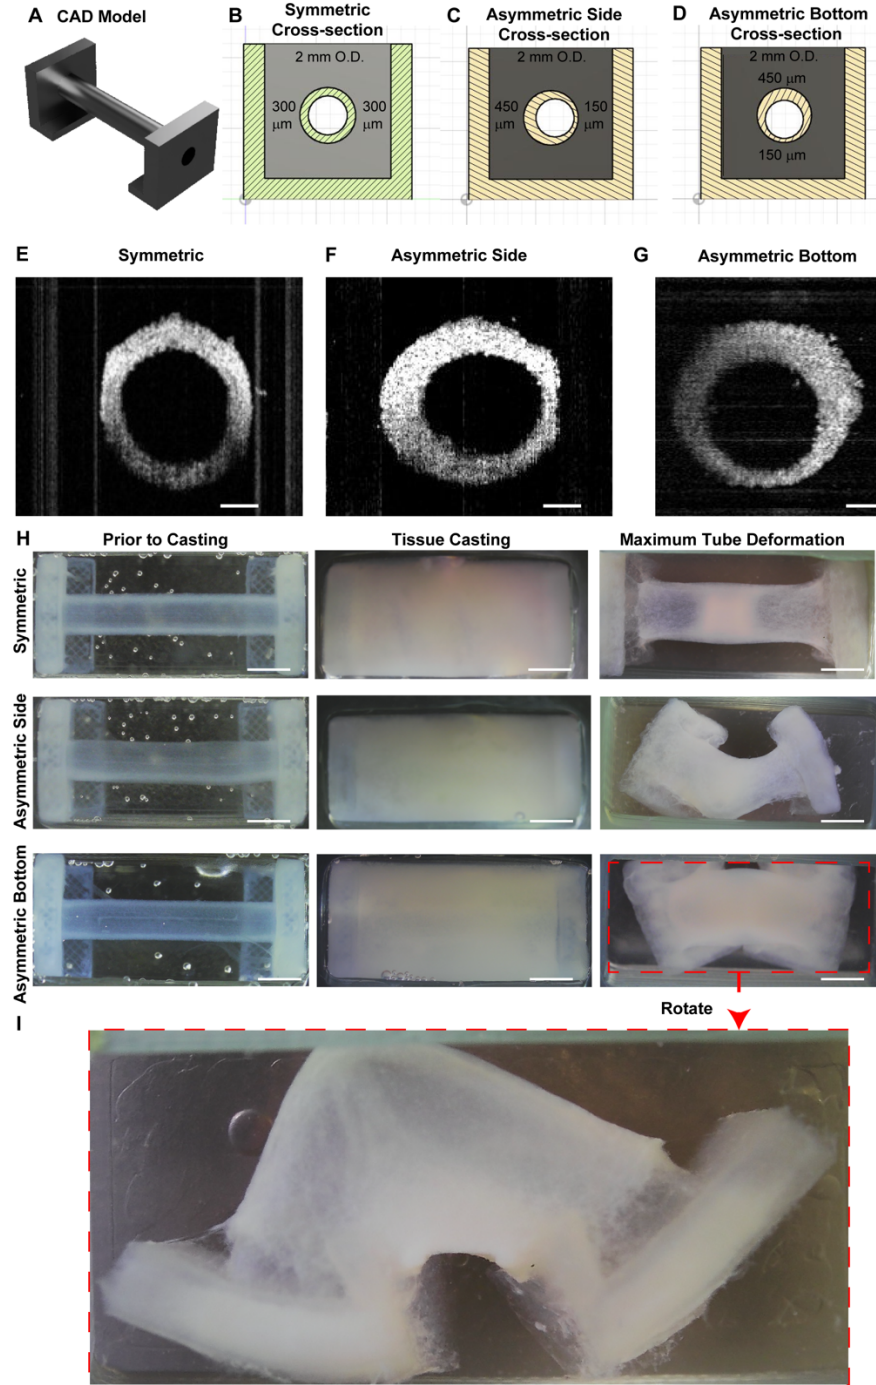 A CAD Model
B Symmetric
Cross-section
2 mm O.D.
300
μm
300
μm
C Asymmetric Side
Cross-section
2 mm O.D.
450
μm
150
μm
D Asymmetric Bottom
Cross-section
2 mm O.D.
450 μm
150 μm
E Symmetric
F Asymmetric Side
G Asymmetric Bottom
H Prior to Casting
Tissue Casting
Maximum Tube Deformation
Symmetric
Asymmetric Side
Asymmetric Bottom
Rotate
I